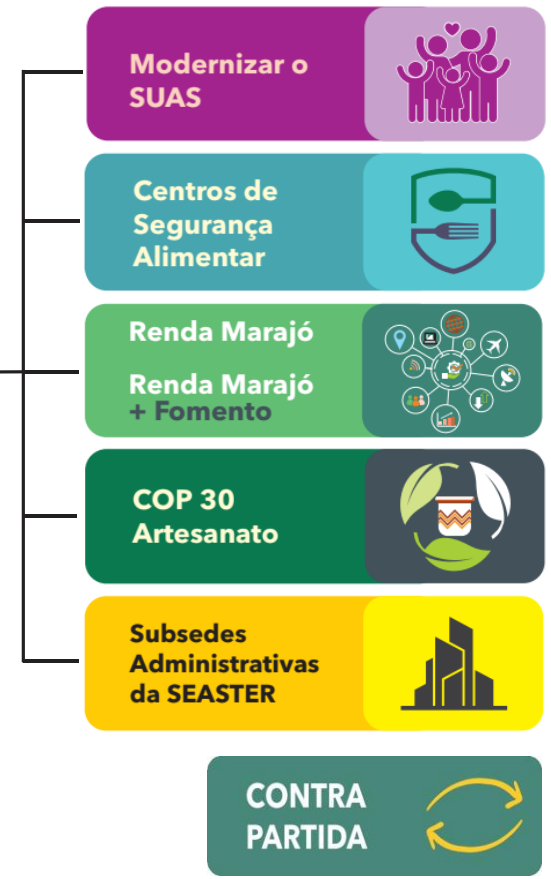 Modernizar o
SUAS
Centros de
Segurança
Alimentar
Renda Marajó
Renda Marajó
+ Fomento
COP 30
Artesanato
Subsedes
Administrativas
da SEASTER
CONTRA
PARTIDA